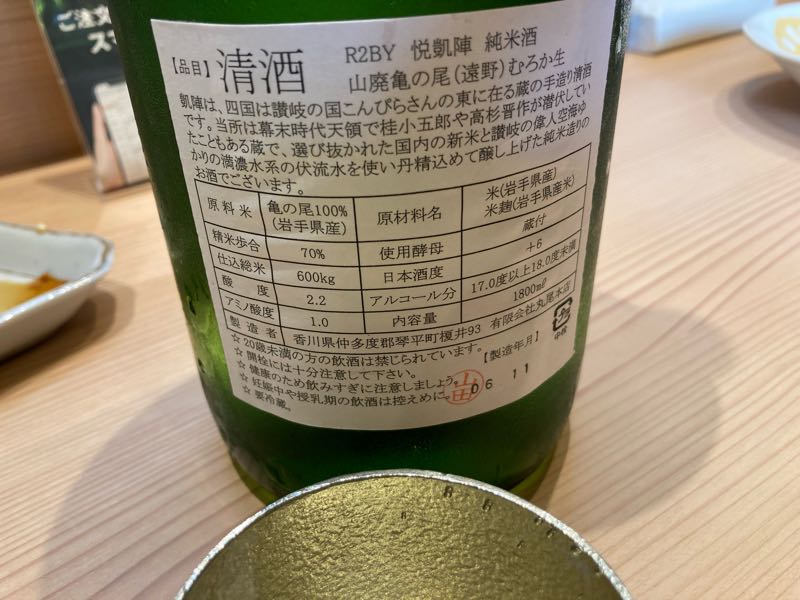 ご注文
ス
【品目】清酒 R2BY 悦凱陣 純米酒
山廃亀の尾(遠野)むろか生
凱陣は、四国は讃岐の国こんぴらさんの東に在る蔵の手造り清酒
です。当所は幕末時代天領で桂小五郎や高杉晋作が潜伏してい
たこともある蔵で、選び抜かれた国内の新米と讃岐の偉人空海ゆ
かりの満濃水系の伏流水を使い丹精込めて醸し上げた純米造りの
お酒でございます。
原料米 亀の尾100%(岩手県産) 原材料名 米(岩手県産)米麹(岩手県産米)
精米歩合 70% 使用酵母 蔵付
仕込総米 600kg 日本酒度 +6
酸度 2.2 アルコール分 17.0度以上18.0度未満
アミノ酸度 1.0 内容量 1800mℓ
製造者 香川県仲多度郡琴平町榎井93 有限会社丸尾本店
☆20歳未満の方の飲酒は禁じられています。
☆開栓には十分注意して下さい。
☆健康のため飲みすぎに注意しましょう。
☆妊娠中や授乳期の飲酒は控えめに。
☆要冷蔵。
【製造年月】
山田
06 11
中栓